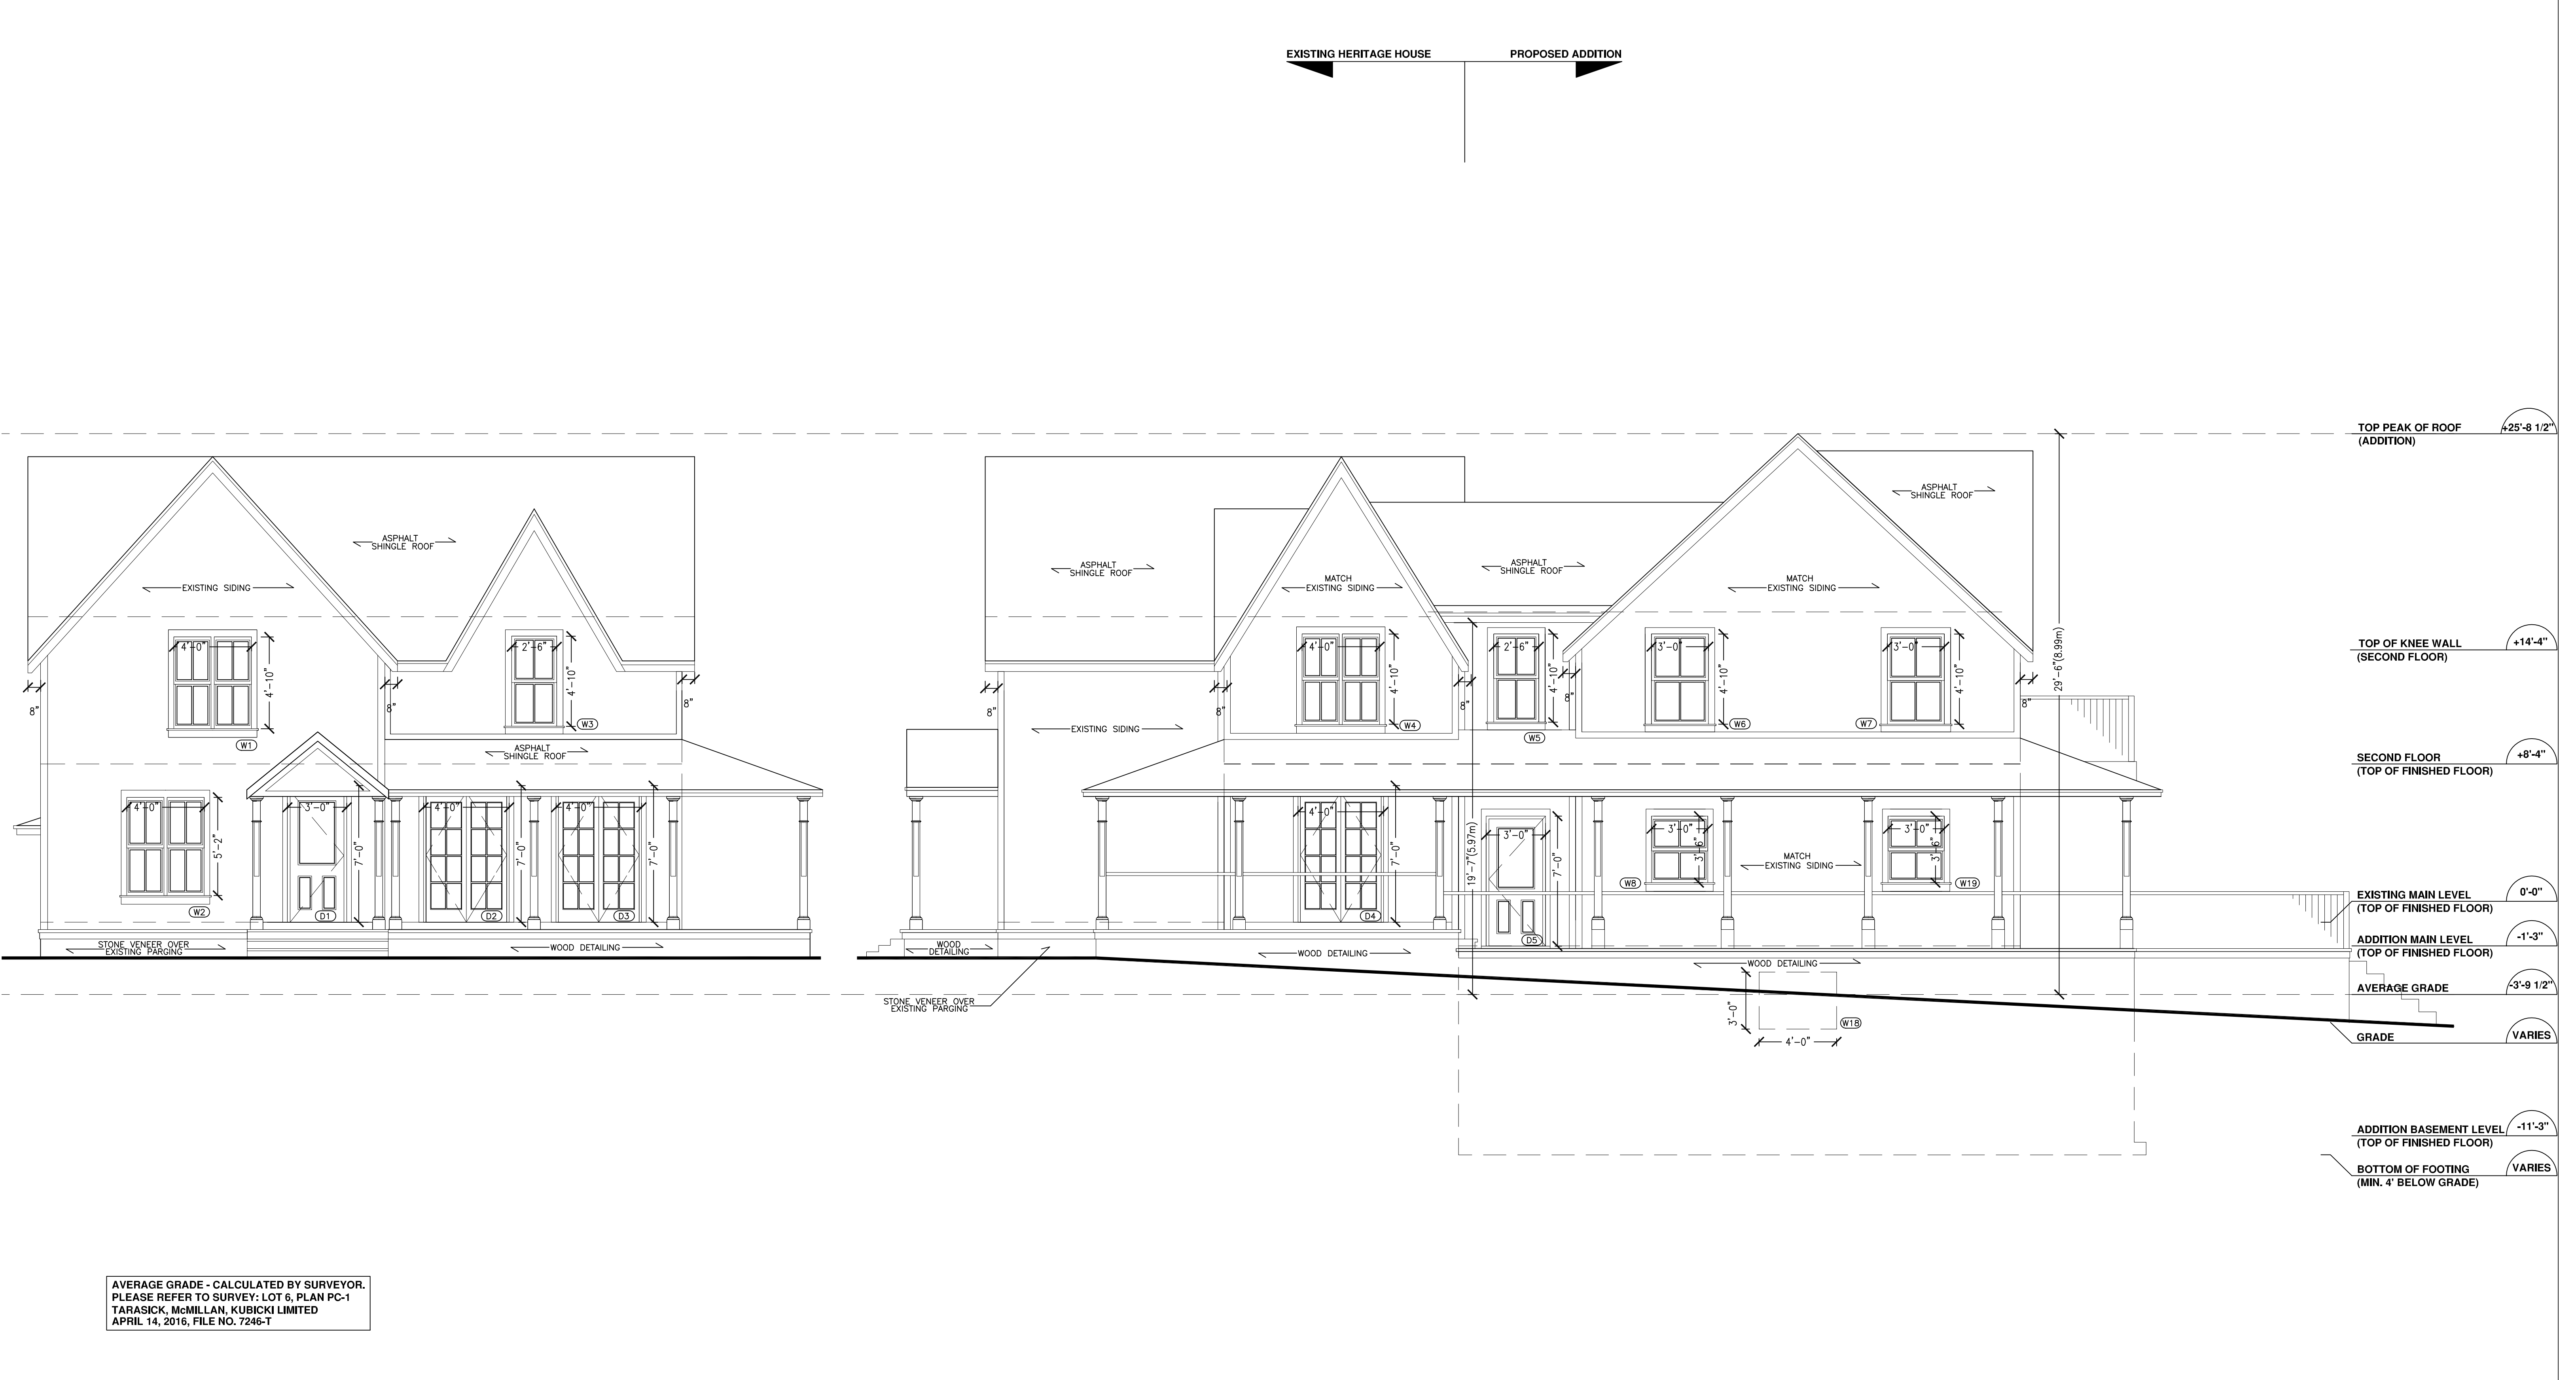 EXISTING HERITAGE HOUSE
PROPOSED ADDITION
TOP PEAK OF ROOF
(ADDITION)
+25'-8 1/2"
ASPHALT
SHINGLE ROOF
ASPHALT
SHINGLE ROOF
ASPHALT
SHINGLE ROOF
ASPHALT
SHINGLE ROOF
EXISTING SIDING
MATCH
EXISTING SIDING
MATCH
EXISTING SIDING
4'-0"
4'-10"
2'-6"
4'-10"
4'-0"
4'-10"
2'-6"
4'-10"
3'-0"
4'-10"
3'-0"
4'-10"
29'-6"(8.99m)
TOP OF KNEE WALL
(SECOND FLOOR)
+14'-4"
8"
8"
8"
8"
8"
8"
8"
8"
W1
W3
W4
W5
W6
W7
EXISTING SIDING
ASPHALT
SHINGLE ROOF
SECOND FLOOR
(TOP OF FINISHED FLOOR)
+8'-4"
4'-0"
5'-2"
3'-0"
7'-0"
4'-0"
7'-0"
4'-0"
7'-0"
4'-0"
7'-0"
19'-7"(5.97m)
3'-0"
7'-0"
3'-0"
3'-6"
3'-0"
3'-6"
MATCH
EXISTING SIDING
W2
D1
D2
D3
D4
D5
W8
W19
EXISTING MAIN LEVEL
(TOP OF FINISHED FLOOR)
0'-0"
STONE VENEER OVER
EXISTING PARGING
WOOD DETAILING
WOOD
DETAILING
WOOD DETAILING
WOOD DETAILING
ADDITION MAIN LEVEL
(TOP OF FINISHED FLOOR)
-1'-3"
STONE VENEER OVER
EXISTING PARGING
AVERAGE GRADE
-3'-9 1/2"
3'-0"
4'-0"
W18
GRADE
VARIES
ADDITION BASEMENT LEVEL
(TOP OF FINISHED FLOOR)
-11'-3"
BOTTOM OF FOOTING
(MIN. 4' BELOW GRADE)
VARIES
AVERAGE GRADE - CALCULATED BY SURVEYOR.
PLEASE REFER TO SURVEY: LOT 6, PLAN PC-1
TARASICK, McMILLAN, KUBICKI LIMITED
APRIL 14, 2016, FILE NO. 7246-T